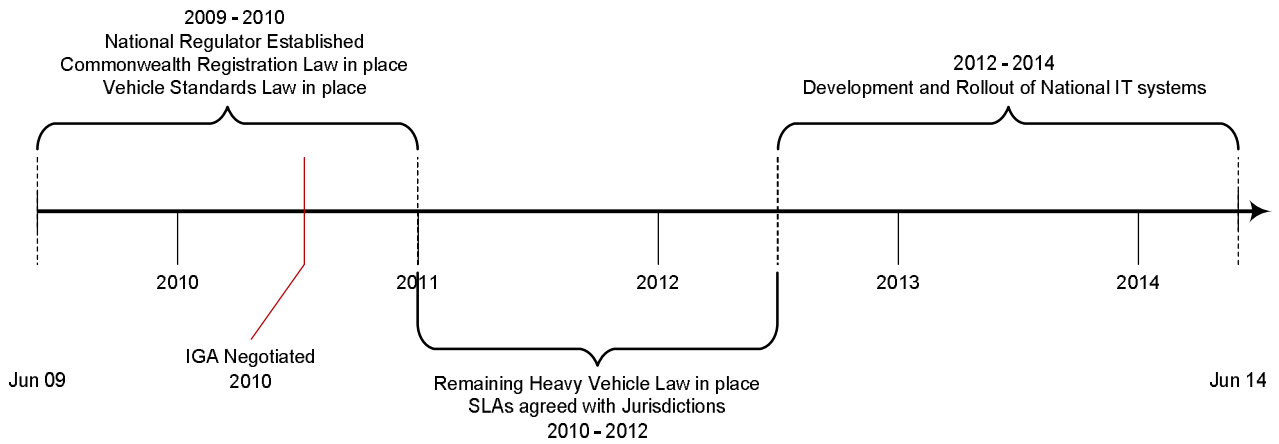 2009 - 2010
National Regulator Established
Commonwealth Registration Law in place
Vehicle Standards Law in place
2012 - 2014
Development and Rollout of National IT systems
2010
2011
2012
2013
2014
IGA Negotiated
2010
Jun 09
Jun 14
Remaining Heavy Vehicle Law in place
SLAs agreed with Jurisdictions
2010 - 2012